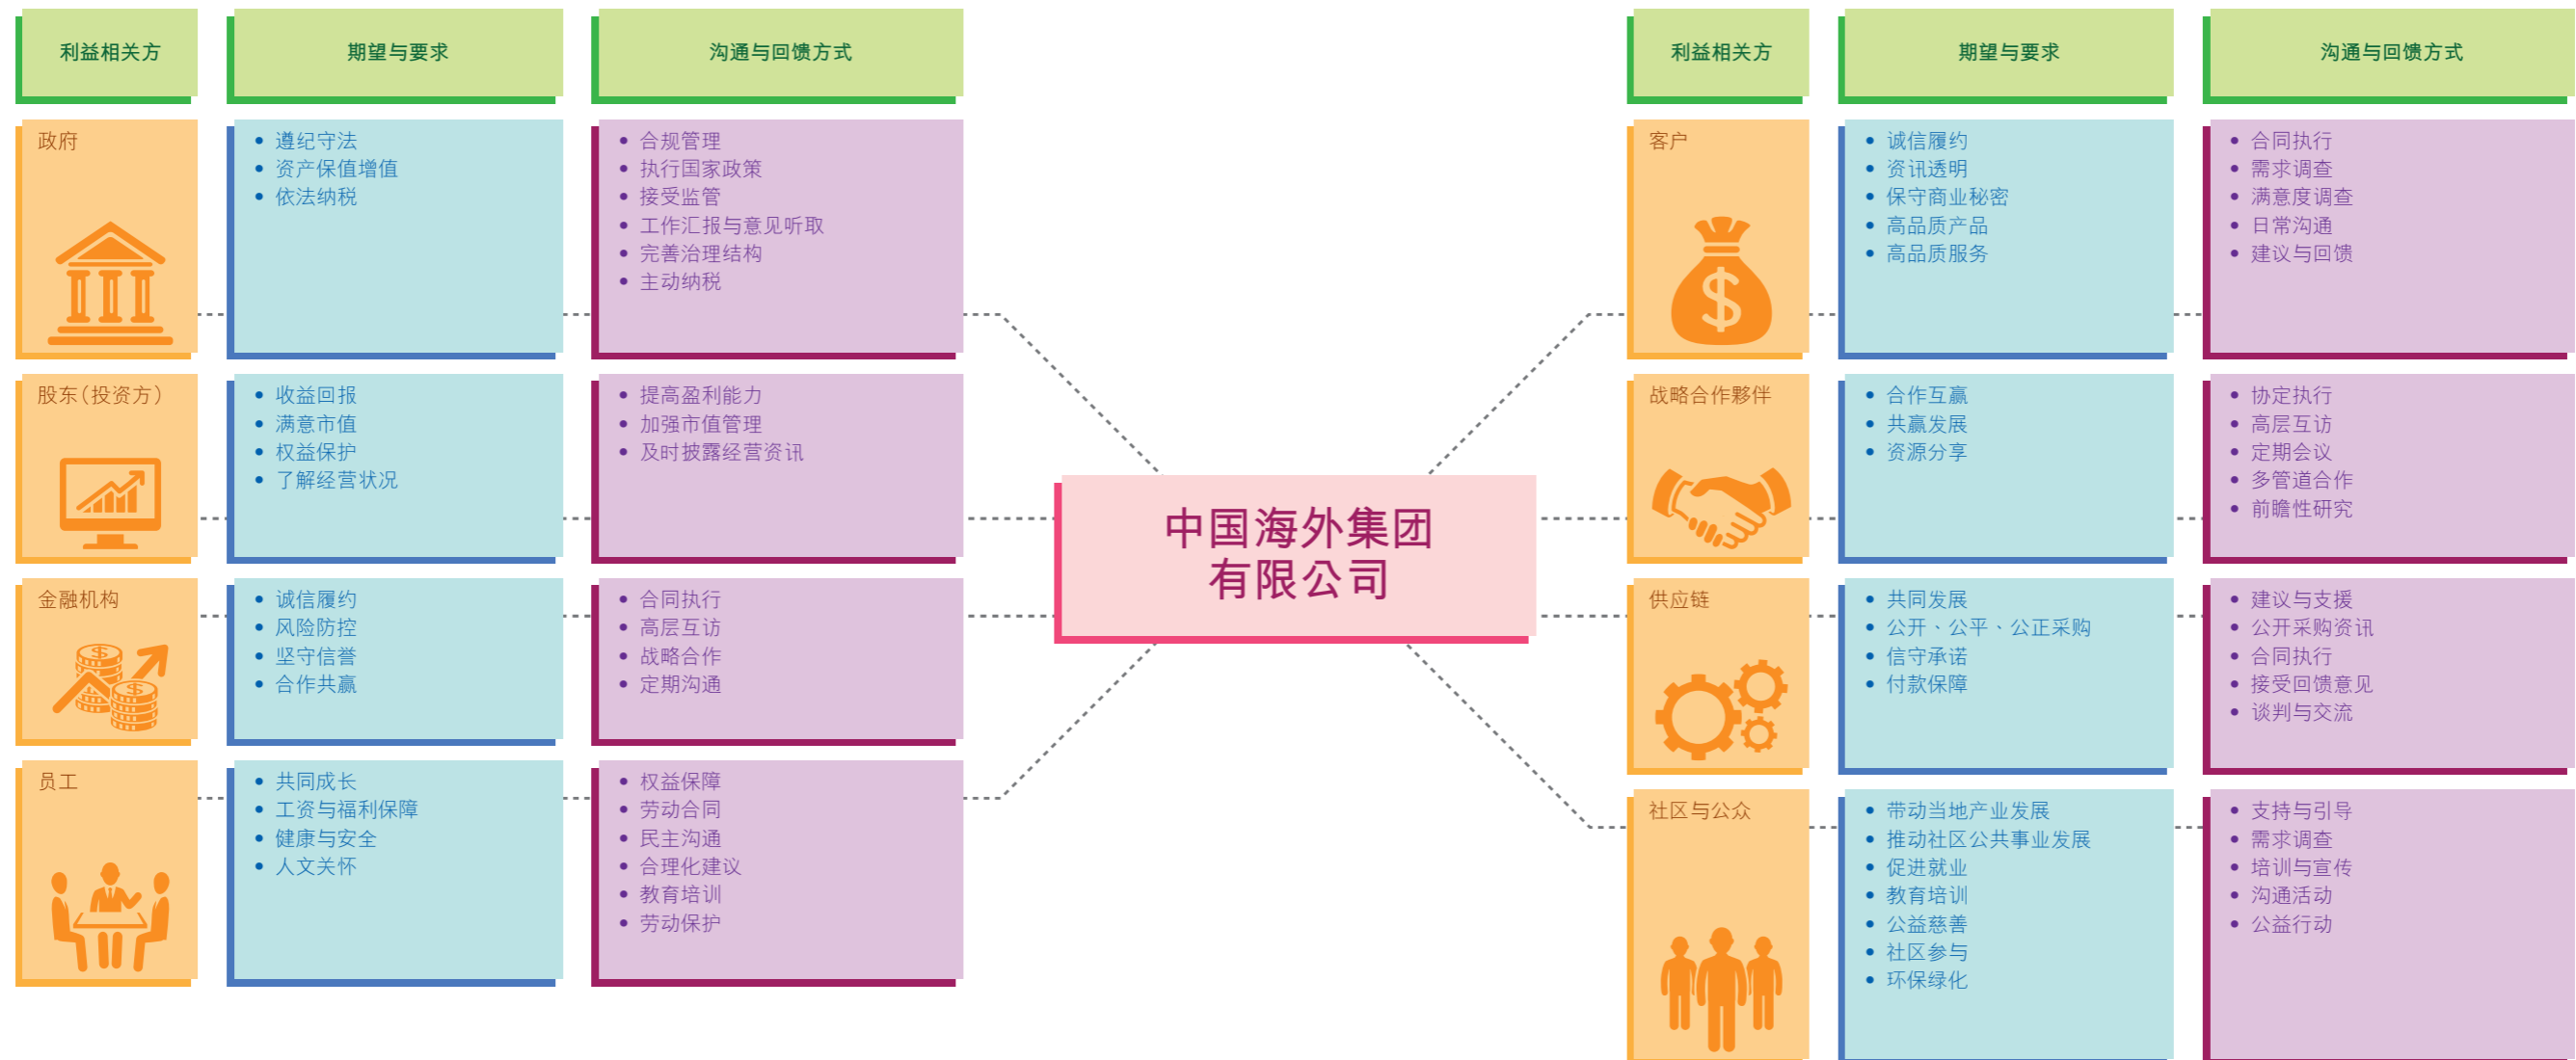 利益相关方
期望与要求
沟通与回馈方式
政府
遵纪守法
资产保值增值
依法纳税
合规管理
执行国家政策
接受监管
工作汇报与意见听取
完善治理结构
主动纳税
股东（投资方）
收益回报
满意市值
权益保护
了解经营状况
提高盈利能力
加强市值管理
及时披露经营资讯
金融机构
诚信履约
风险防控
坚守信誉
合作共赢
合同执行
高层互访
战略合作
定期沟通
员工
共同成长
工资与福利保障
健康与安全
人文关怀
权益保障
劳动合同
民主沟通
合理化建议
教育培训
劳动保护
中国海外集团
有限公司
利益相关方
期望与要求
沟通与回馈方式
客户
诚信履约
资讯透明
保守商业秘密
高品质产品
高品质服务
合同执行
需求调查
满意度调查
日常沟通
建议与回馈
战略合作夥伴
合作互赢
共赢发展
资源分享
协定执行
高层互访
定期会议
多管道合作
前瞻性研究
供应链
共同发展
公开、公平、公正采购
信守承诺
付款保障
建议与支援
公开采购资讯
合同执行
接受回馈意见
谈判与交流
社区与公众
带动当地产业发展
推动社区公共事业发展
促进就业
教育培训
公益慈善
社区参与
环保绿化
支持与引导
需求调查
培训与宣传
沟通活动
公益行动